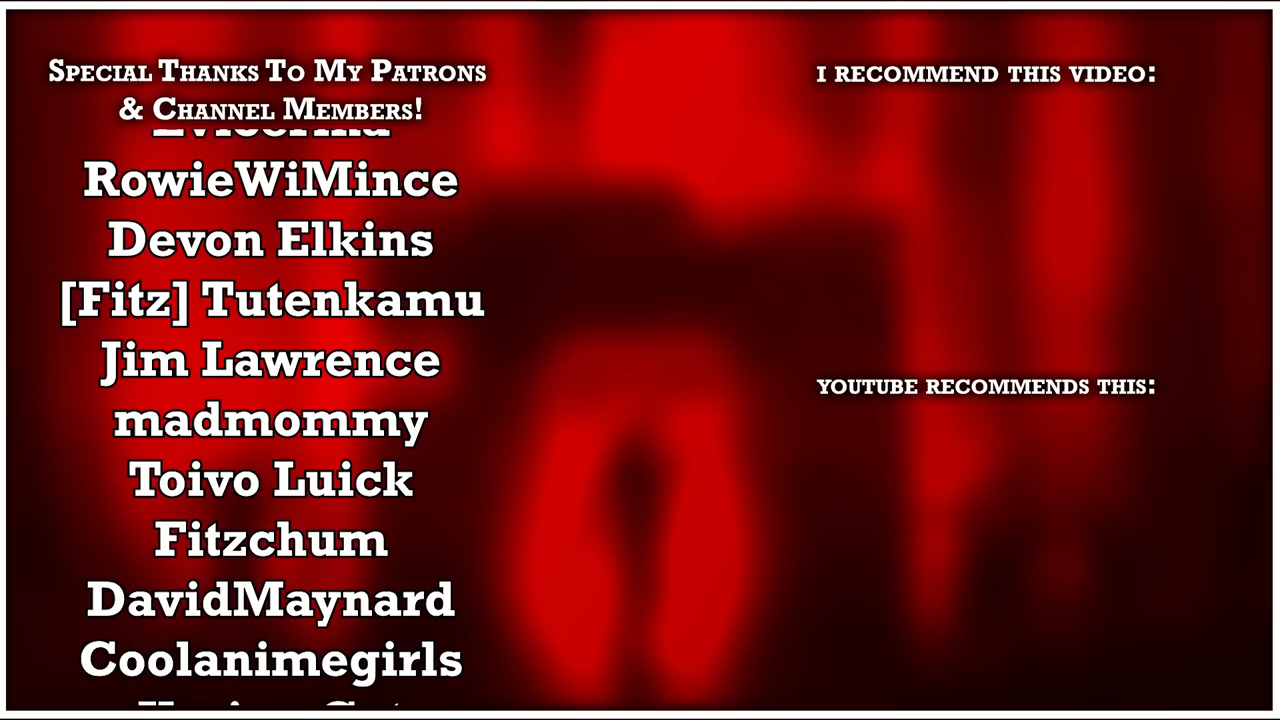 Special Thanks To My Patrons
& Channel Members!
RowieWiMince
Devon Elkins
[Fitz] Tutenkamu
Jim Lawrence
madmommy
Toivo Luick
Fitzchum
DavidMaynard
Coolanimegirls
I recommend this video:
YouTube recommends this: